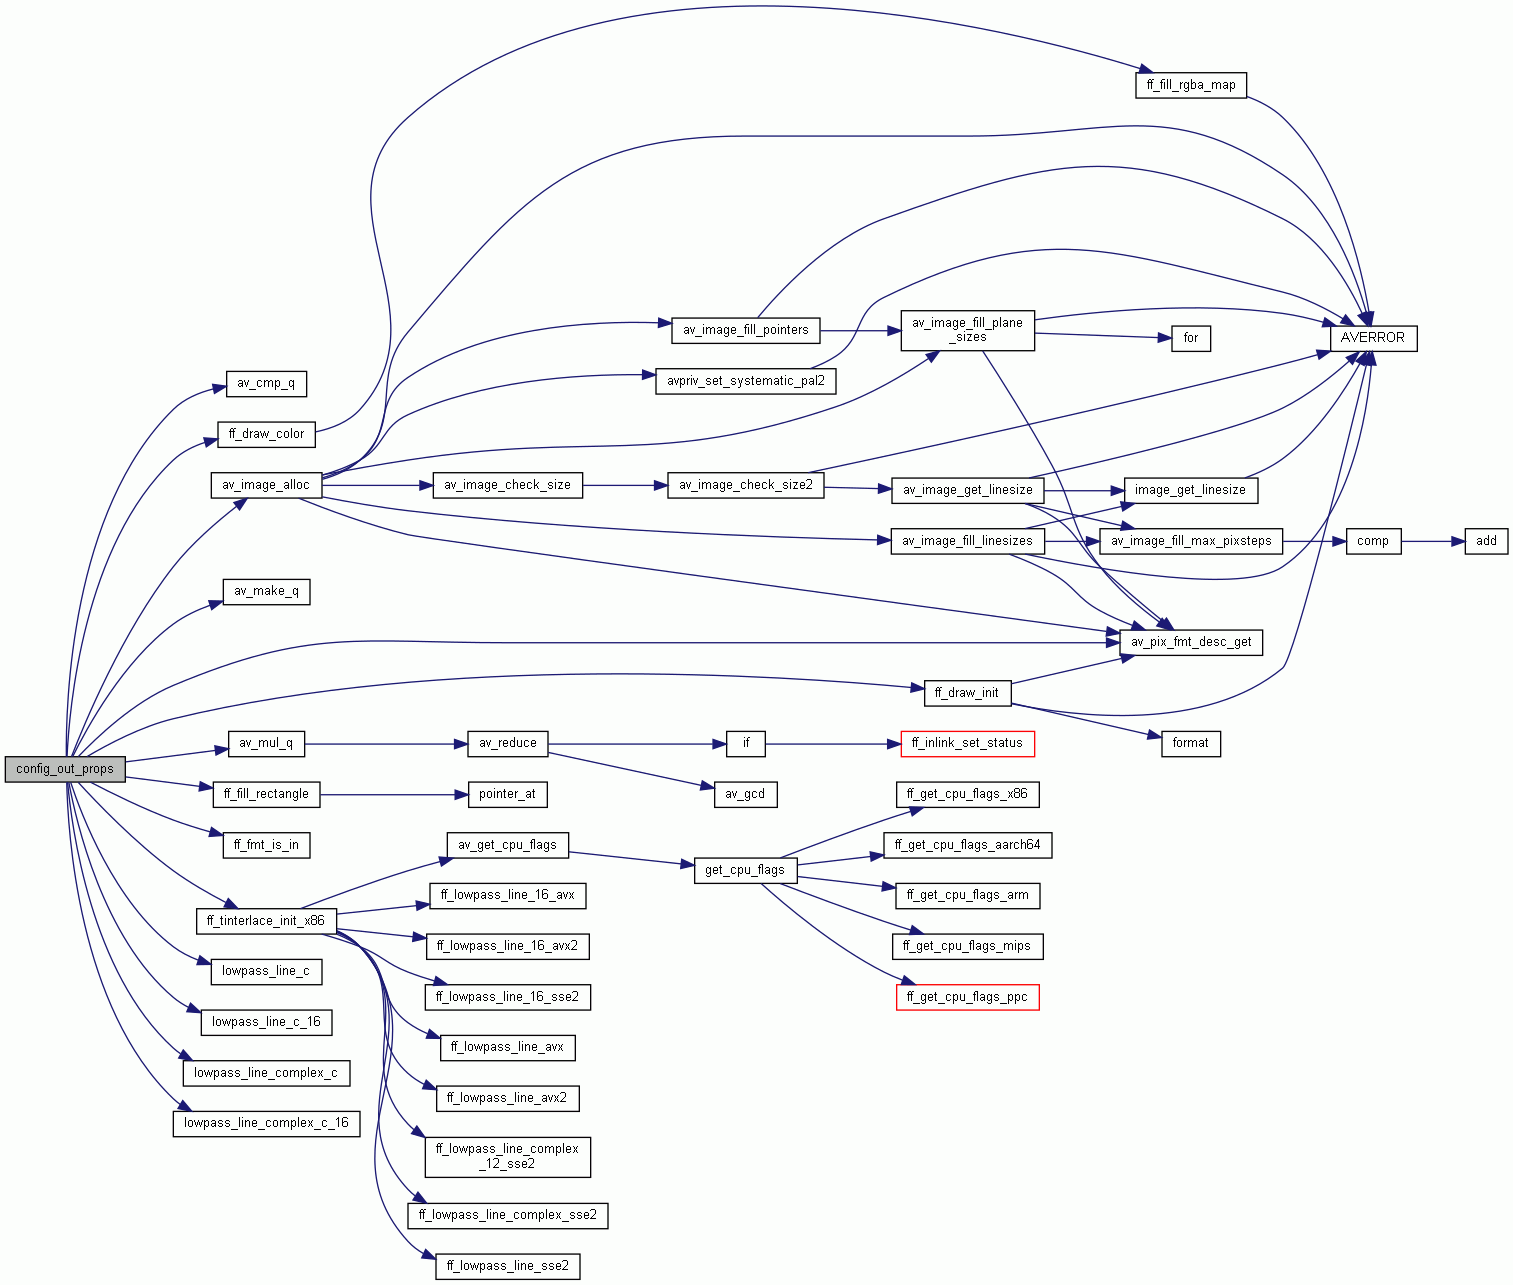 ff_fill_rgba_map
av_image_fill_pointers
av_image_fill_plane
_sizes
for
AVERROR
avpriv_set_systematic_pal2
av_cmp_q
ff_draw_color
av_image_alloc
av_image_check_size
av_image_check_size2
av_image_get_linesize
image_get_linesize
av_image_fill_linesizes
av_image_fill_max_pixsteps
comp
add
av_make_q
av_pix_fmt_desc_get
ff_draw_init
format
config_out_props
av_mul_q
av_reduce
if
ff_inlink_set_status
av_gcd
ff_fill_rectangle
pointer_at
ff_fmt_is_in
ff_get_cpu_flags_x86
av_get_cpu_flags
get_cpu_flags
ff_get_cpu_flags_aarch64
ff_get_cpu_flags_arm
ff_get_cpu_flags_mips
ff_get_cpu_flags_ppc
ff_tinterlace_init_x86
ff_lowpass_line_16_avx
ff_lowpass_line_16_avx2
ff_lowpass_line_16_sse2
ff_lowpass_line_avx
ff_lowpass_line_avx2
ff_lowpass_line_complex
_12_sse2
ff_lowpass_line_complex_sse2
ff_lowpass_line_sse2
lowpass_line_c
lowpass_line_c_16
lowpass_line_complex_c
lowpass_line_complex_c_16